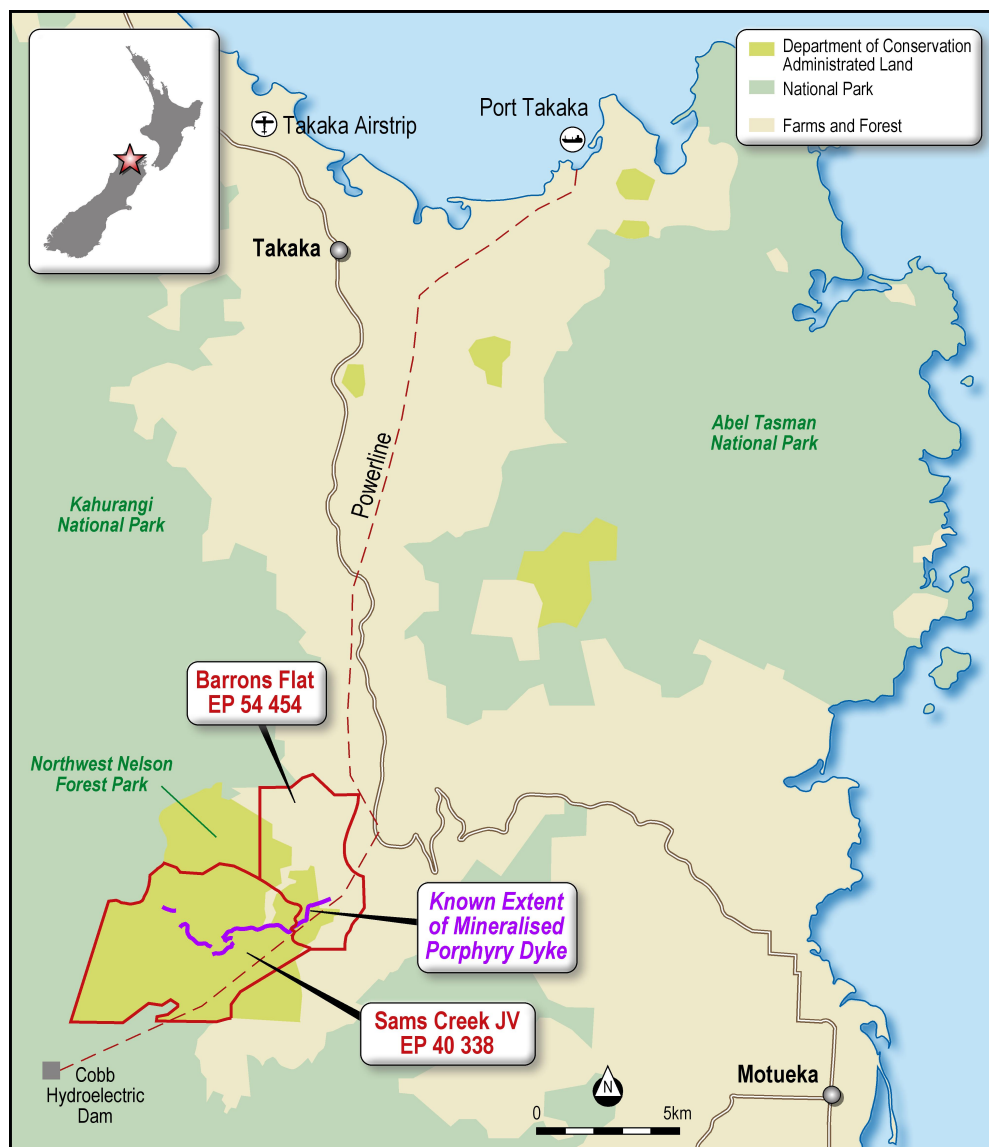 Department of Conservation
Administrated Land
National Park
Farms and Forest
Port Takaka
Takaka Airstrip
Takaka
Powerline
Abel Tasman
National Park
Kahurangi
National Park
Barrons Flat
EP 54 454
Northwest Nelson
Forest Park
Known Extent
of Mineralised
Porphyry Dyke
Sams Creek JV
EP 40 338
Cobb
Hydroelectric
Dam
Motueka
N
0
5km